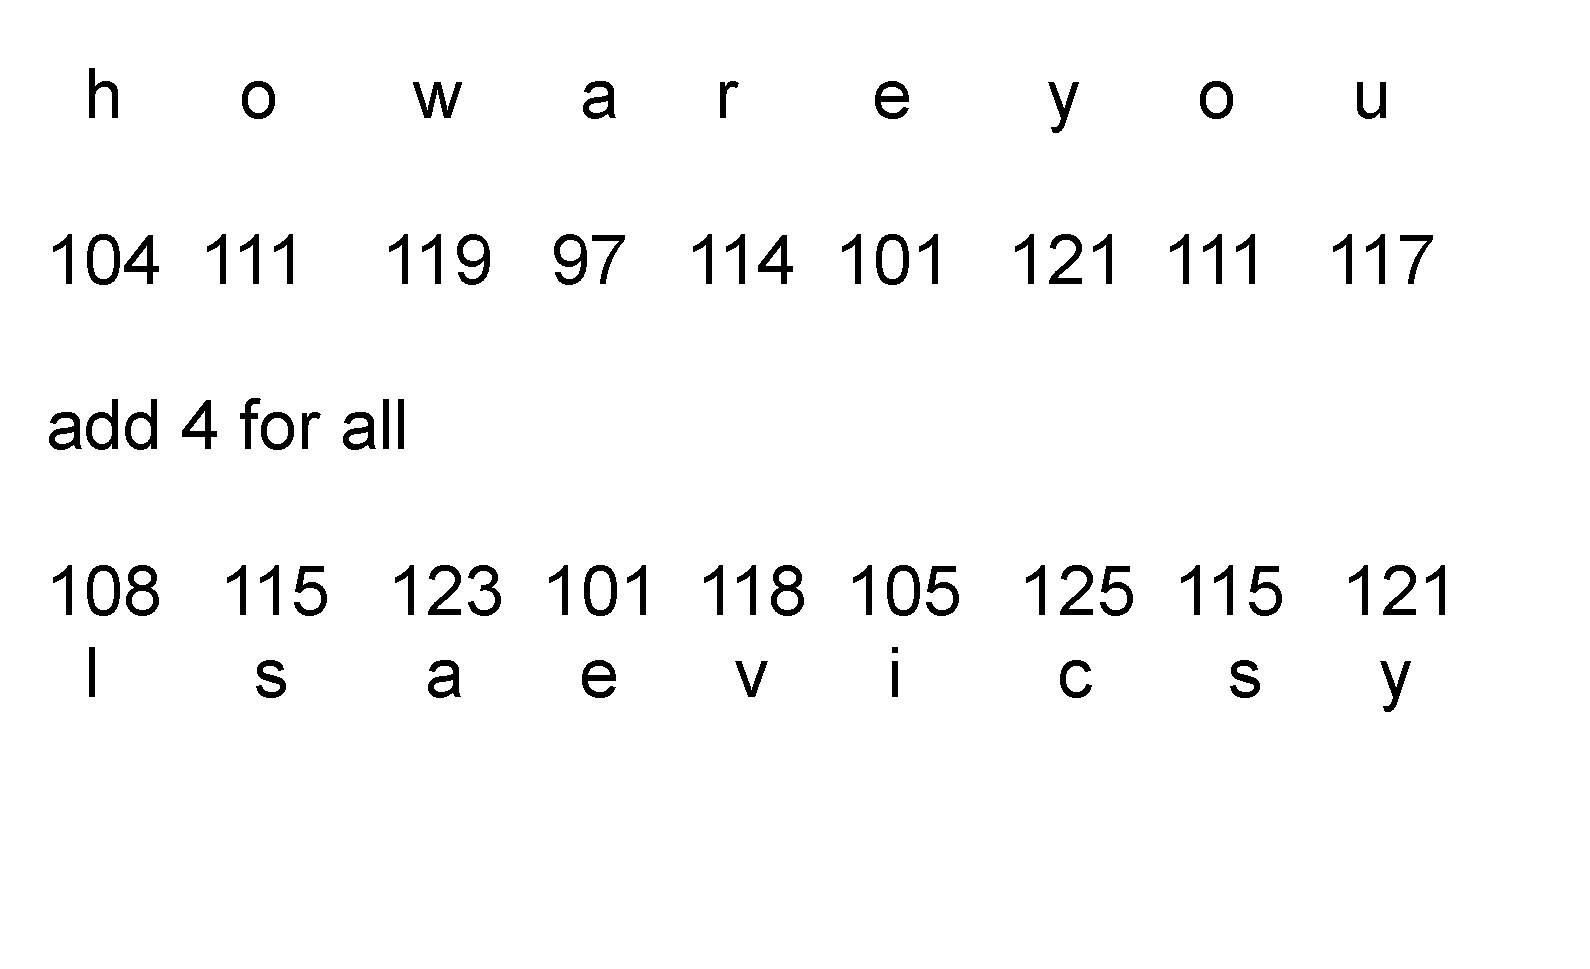 h o w a r e y o u
104 111 119 97 114 101 121 111 117
add 4 for all
108 115 123 101 118 105 125 115 121
l s a e v i c s y